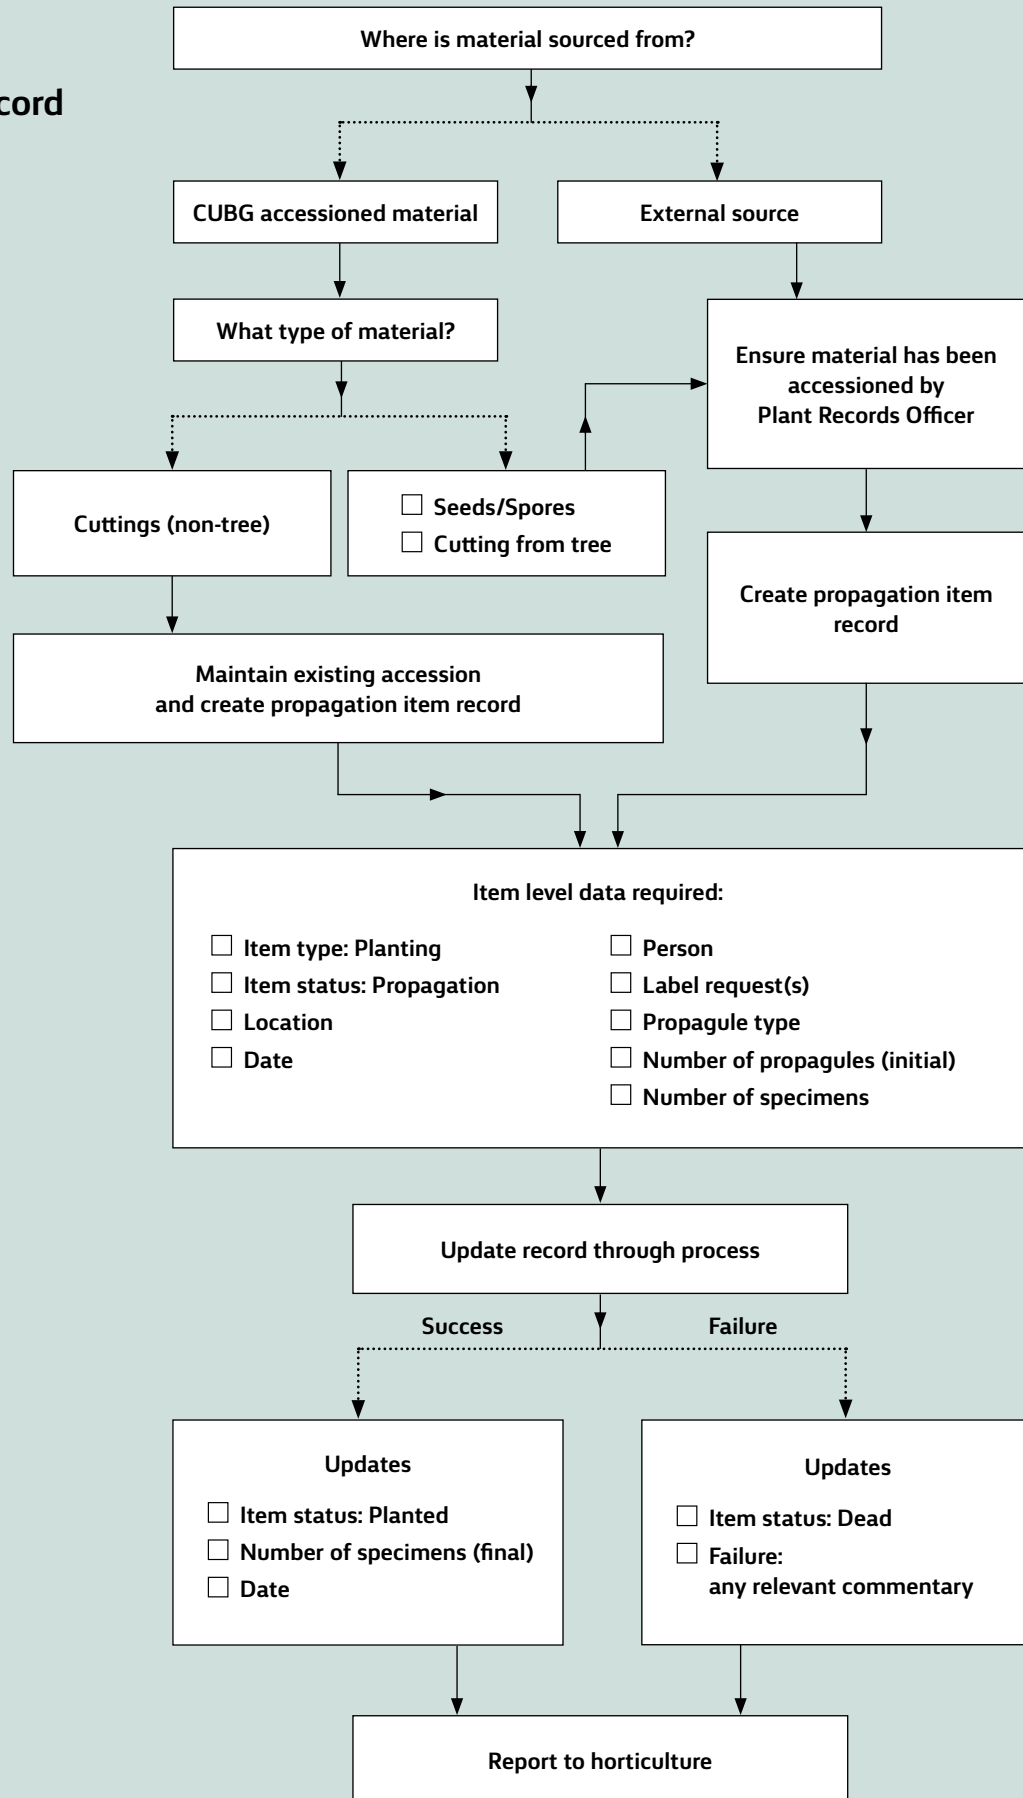 Where is material sourced from?
cord
CUBG accessioned material
External source
What type of material?
Ensure material has been
accessioned by
Plant Records Officer
Cuttings (non-tree)
Seeds/Spores
Cutting from tree
Create propagation item
record
Maintain existing accession
and create propagation item record
Item level data required:
Item type: Planting
Item status: Propagation
Location
Date
Person
Label request(s)
Propagule type
Number of propagules (initial)
Number of specimens
Update record through process
Success
Failure
Updates
Item status: Planted
Number of specimens (final)
Date
Updates
Item status: Dead
Failure:
any relevant commentary
Report to horticulture